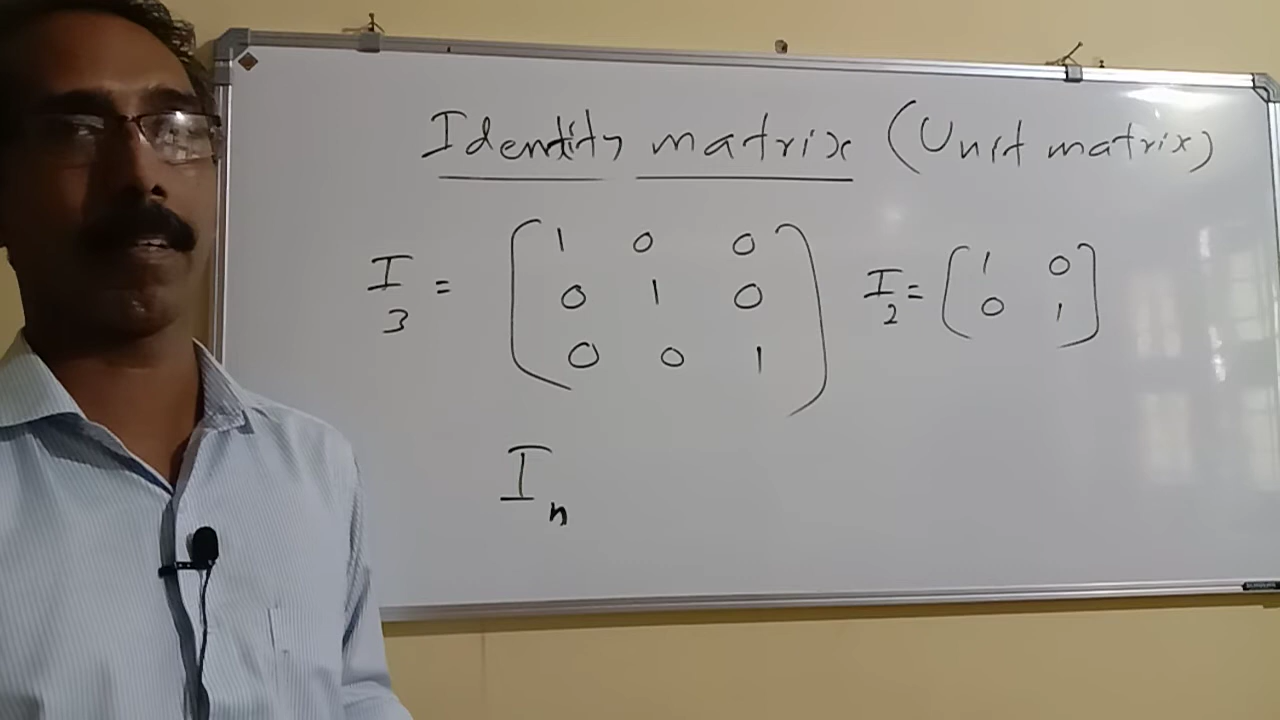 Identity matrix (Unit matrix)
I3 = [1 0 0 I2 = [1 0
0 1 0 0 1]
0 0 1]
In